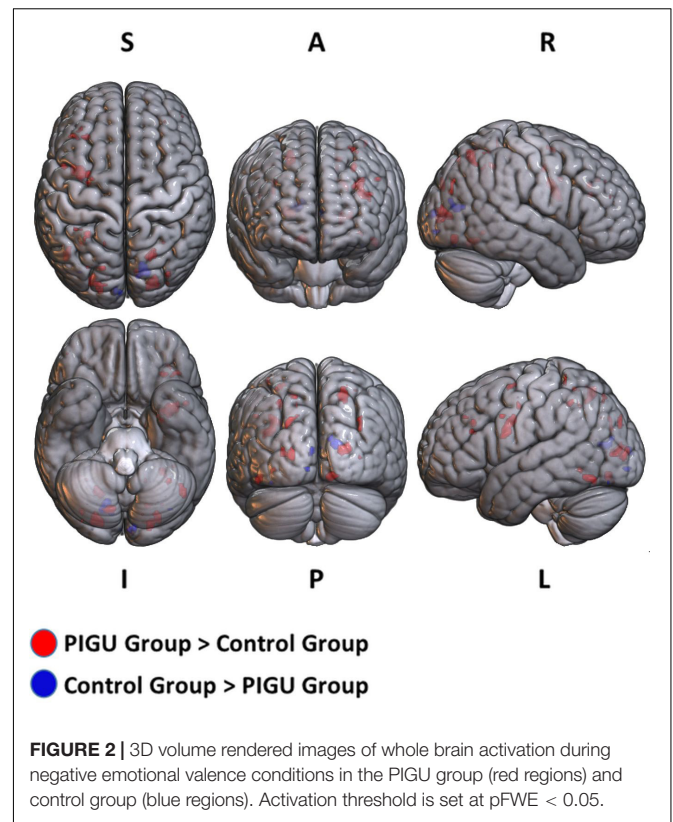 S A R
I P L
PIGU Group > Control Group
Control Group > PIGU Group
FIGURE 2 | 3D volume rendered images of whole brain activation during
negative emotional valence conditions in the PIGU group (red regions) and
control group (blue regions). Activation threshold is set at pFWE < 0.05.